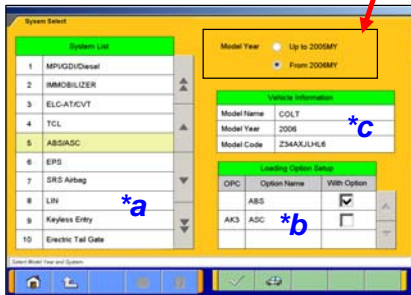 System Select
System List
1 MPI/GDI/Diesel
2 IMMOBILIZER
3 ELC-AT/CVT
4 TCL
5 ABS/ASC
6 EPS
7 SRS Airbag
8 LIN
9 Keyless Entry
10 Erectric Tail Gate
*a
Model Year Up to 2005MY
From 2006MY
Vehicle Information
Model Name COLT
Model Year 2006
Model Code Z34AXJLHL6
*c
Loading Option Setup
OPC Option Name With Option
ABS
AK3 ASC
*b
Select Model Year and System.